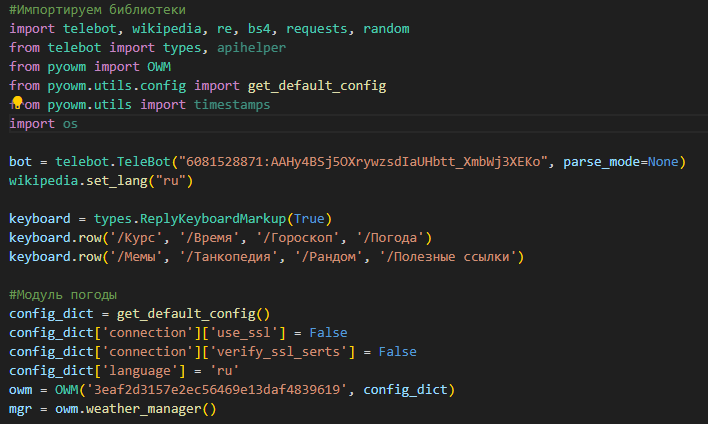 #Импортируем библиотеки
import telebot, wikipedia, re, bs4, requests, random
from telebot import types, apihelper
from pyowm import OWM
from pyowm.utils.config import get_default_config
from pyowm.utils import timestamps
import os
bot = telebot.TeleBot("6081528871:AAHy4BSj5OXrywzsdIaUHbtt_XmbWj3XEKo", parse_mode=None)
wikipedia.set_lang("ru")
keyboard = types.ReplyKeyboardMarkup(True)
keyboard.row('/Курс', '/Время', '/Гороскоп', '/Погода')
keyboard.row('/Мемы', '/Танкопедия', '/Рандом', '/Полезные ссылки')
#Модуль погоды
config_dict = get_default_config()
config_dict['connection']['use_ssl'] = False
config_dict['connection']['verify_ssl_serts'] = False
config_dict['language'] = 'ru'
owm = OWM('3eaf2d3157e2ec56469e13daf4839619', config_dict)
mgr = owm.weather_manager()